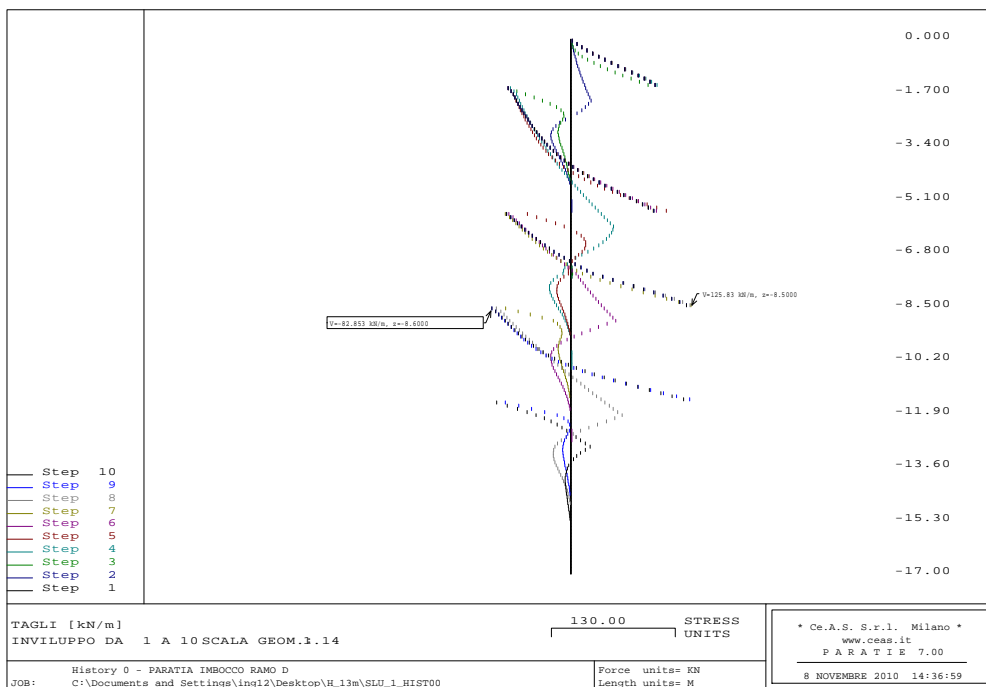 0.000
-1.700
-3.400
-5.100
-6.800
V=125.83 kN/m, z=-8.5000
-8.500
V=-82.853 kN/m, z=-8.6000
-10.20
-11.90
-13.60
-15.30
-17.00
Step 10
Step 9
Step 8
Step 7
Step 6
Step 5
Step 4
Step 3
Step 2
Step 1
TAGLI [kN/m]
INVILUPPO DA 1 A 10 SCALA GEOM.1.14
130.00
STRESS
UNITS
* Ce.A.S. S.r.l. Milano *
www.ceas.it
P A R A T I E 7.00
8 NOVEMBRE 2010 14:36:59
History 0 - PARATIA IMBOCCO RAMO D
JOB: C:\Documents and Settings\ing12\Desktop\H_13m\SLU_1_HIST00
Force units= KN
Length units= M